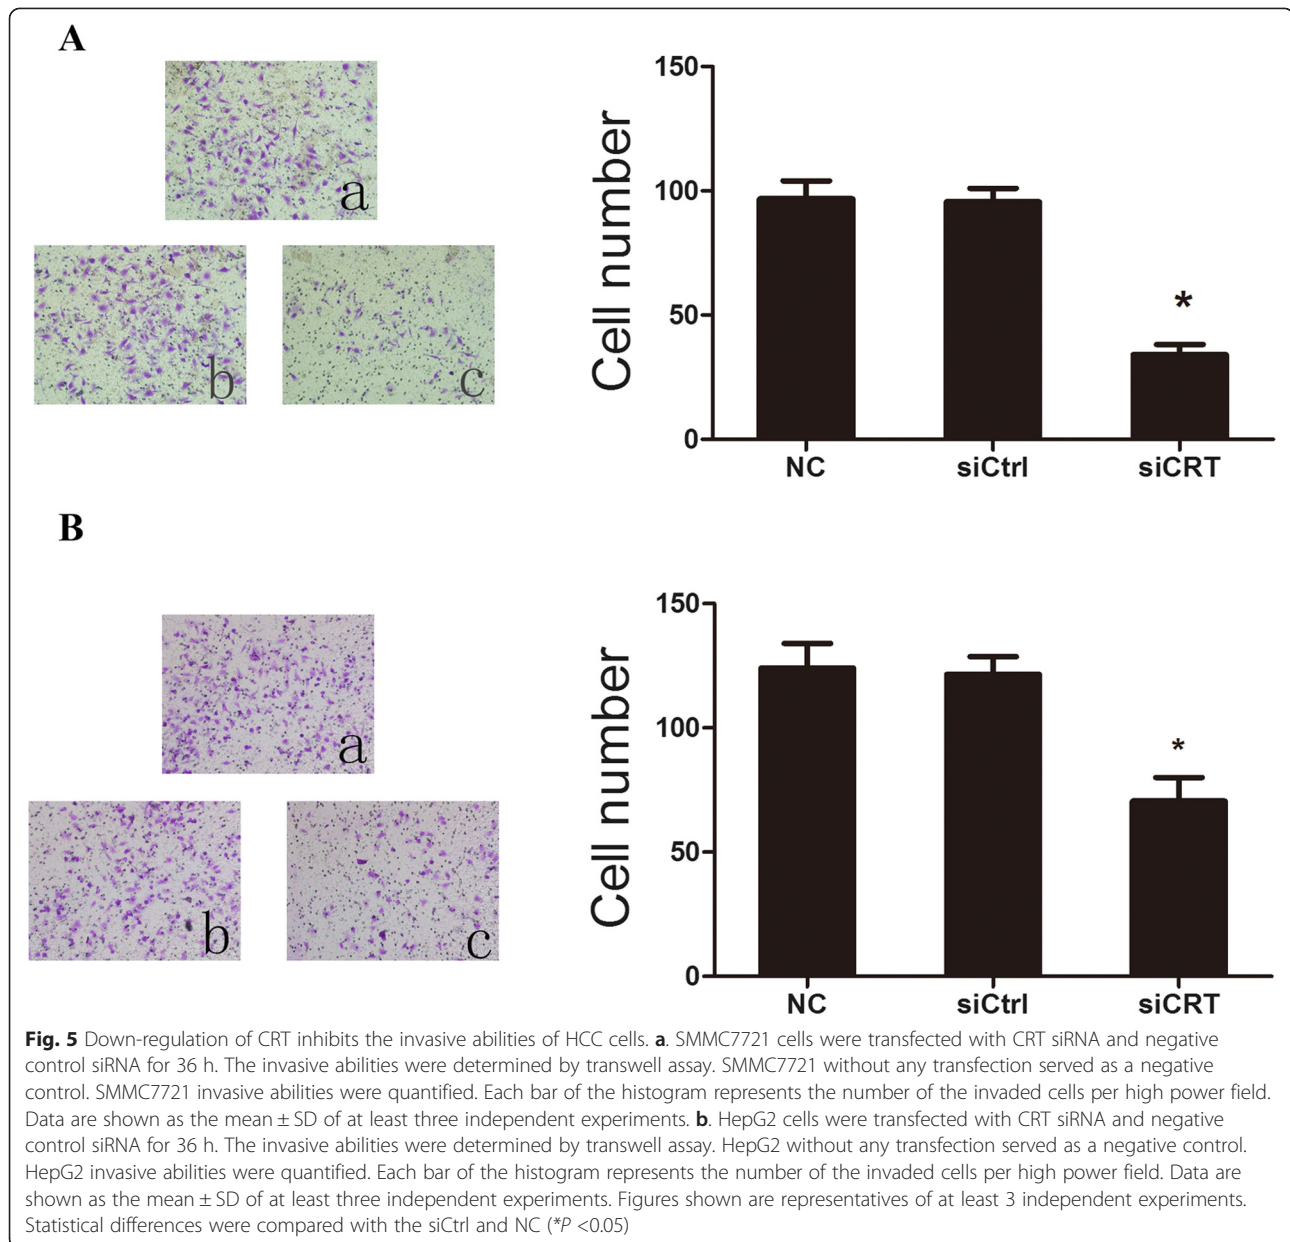 A
a
b
c
150
100
50
0
Cell number
*
NC
siCtrl
siCRT
B
a
b
c
150
100
50
0
Cell number
*
NC
siCtrl
siCRT
Fig. 5 Down-regulation of CRT inhibits the invasive abilities of HCC cells. a. SMMC7721 cells were transfected with CRT siRNA and negative
control siRNA for 36 h. The invasive abilities were determined by transwell assay. SMMC7721 without any transfection served as a negative
control. SMMC7721 invasive abilities were quantified. Each bar of the histogram represents the number of the invaded cells per high power field.
Data are shown as the mean ± SD of at least three independent experiments. b. HepG2 cells were transfected with CRT siRNA and negative
control siRNA for 36 h. The invasive abilities were determined by transwell assay. HepG2 without any transfection served as a negative control.
HepG2 invasive abilities were quantified. Each bar of the histogram represents the number of the invaded cells per high power field. Data are
shown as the mean ± SD of at least three independent experiments. Figures shown are representatives of at least 3 independent experiments.
Statistical differences were compared with the siCtrl and NC (*P <0.05)